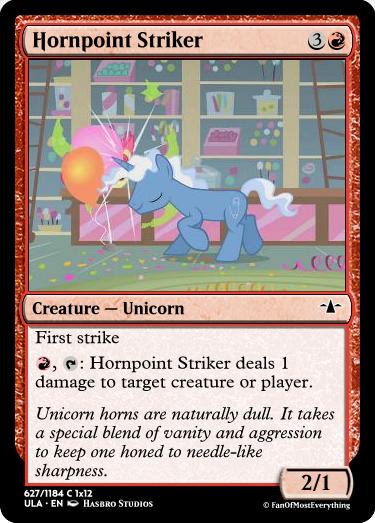 Hornpoint Striker 3
Creature — Unicorn
First strike
: Hornpoint Striker deals 1
damage to target creature or player.
Unicorn horns are naturally dull. It takes
a special blend of vanity and aggression
to keep one honed to needle-like
sharpness.
2/1
627/1184 C 1x12
ULA • EN Hasbro Studios
© FanOfMostEverything